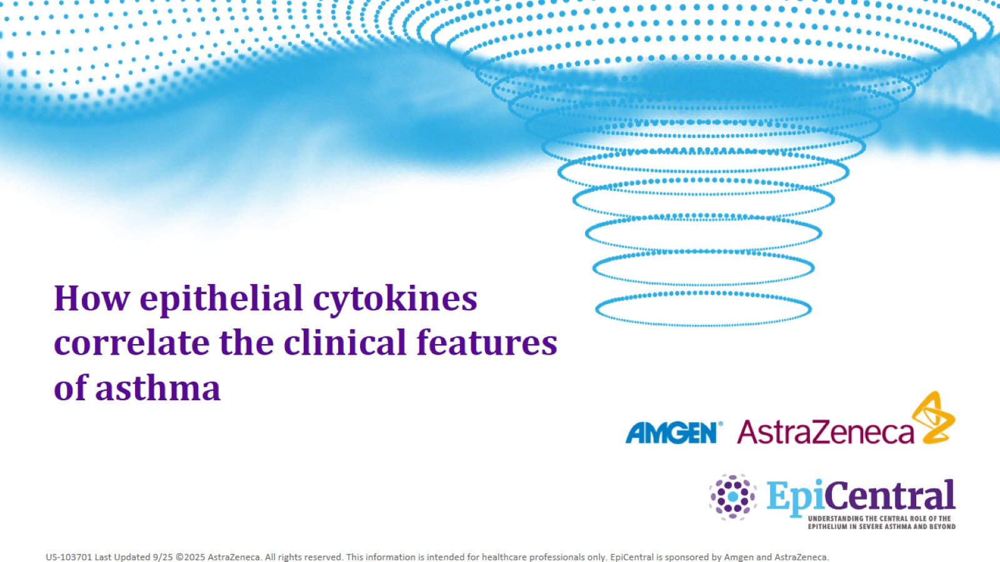 How epithelial cytokines
correlate the clinical features
of asthma
AMGEN®
AstraZeneca
EpiCentral
UNDERSTANDING THE CENTRAL ROLE OF THE
EPITHELIUM IN SEVERE ASTHMA AND BEYOND
US-103701 Last Updated 9/25 ©2025 AstraZeneca. All rights reserved. This information is intended for healthcare professionals only. EpiCentral is sponsored by Amgen and AstraZeneca.